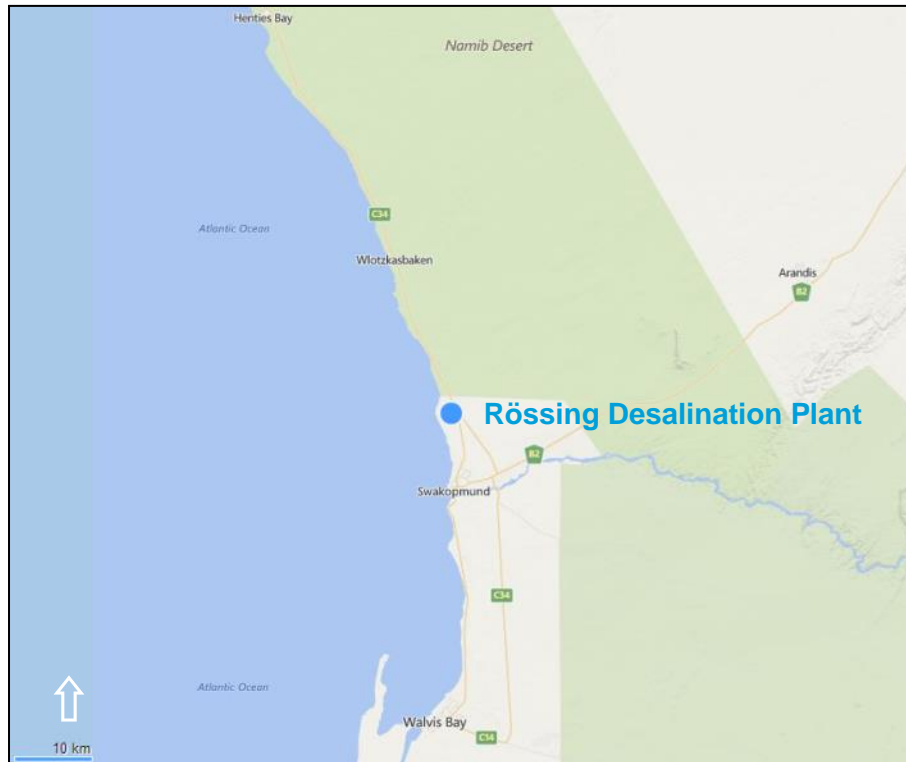 Henties Bay
Namib Desert
C34
Atlantic Ocean
Wlotzkasbaken
Arandis
B2
Rössing Desalination Plant
B2
Swakopmund
C34
Atlantic Ocean
Walvis Bay
C14
10 km